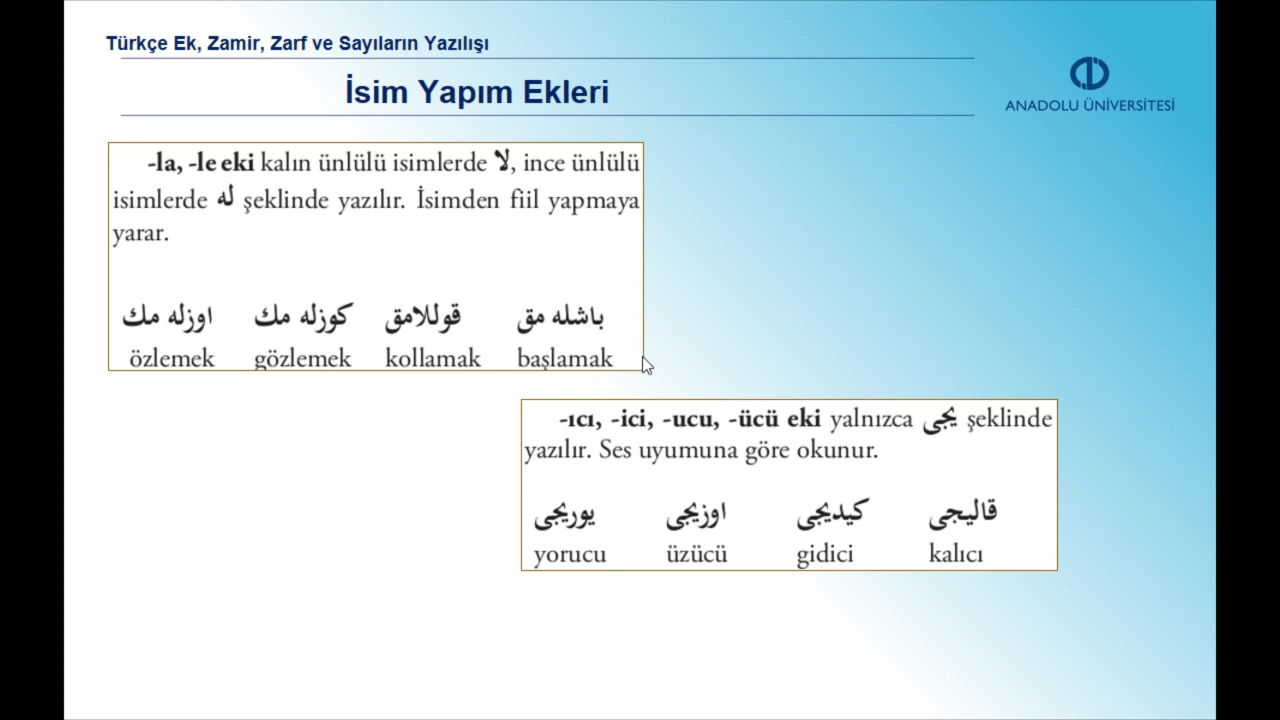 Türkçe Ek, Zamir, Zarf ve Sayıların Yazılışı
İsim Yapım Ekleri
ANADOLU ÜNİVERSİTESİ
-la, -le eki kalın ünlülü isimlerde لا, ince ünlülü
isimlerde له şeklinde yazılır. İsimden fiil yapmaya
yarar.
باشله مق قوللامق كوزله مك اوزله مك
özlemek gözlemek kollamak başlamak
-ıcı, -ici, -ucu, -ücü eki yalnızca يجى şeklinde
yazılır. Ses uyumuna göre okunur.
قاليجى كيديجى اوزيجى يوريجى
yorucu üzücü gidici kalıcı